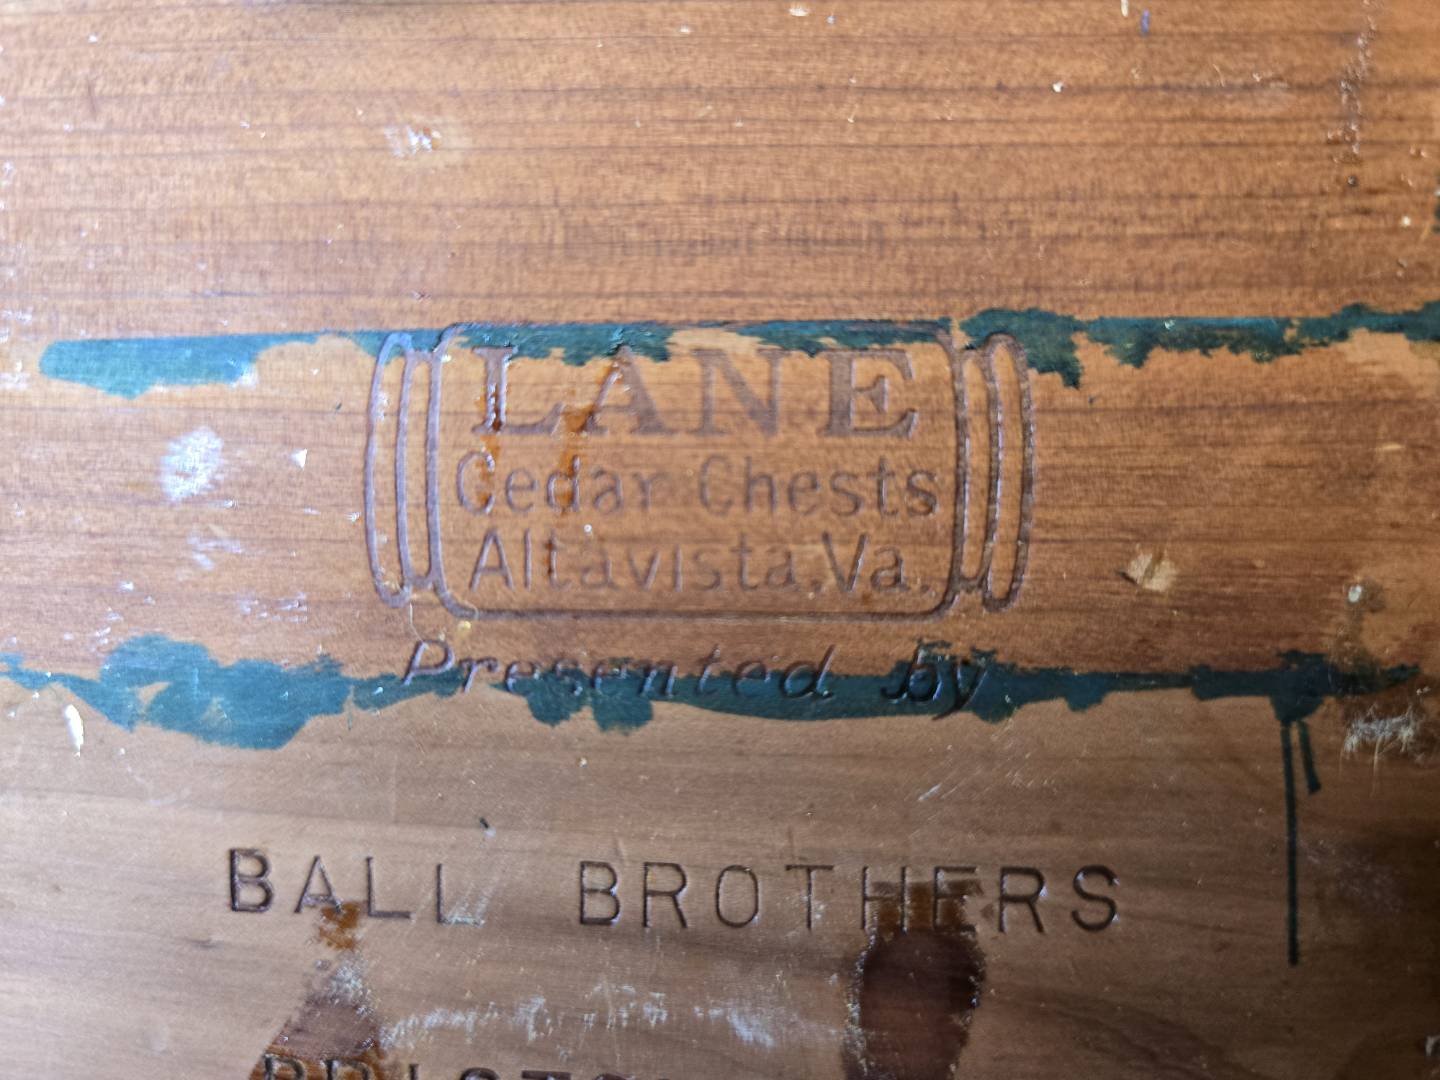 LANE
Cedar Chests
Altavista, Va.
Presented by
BALL BROTHERS